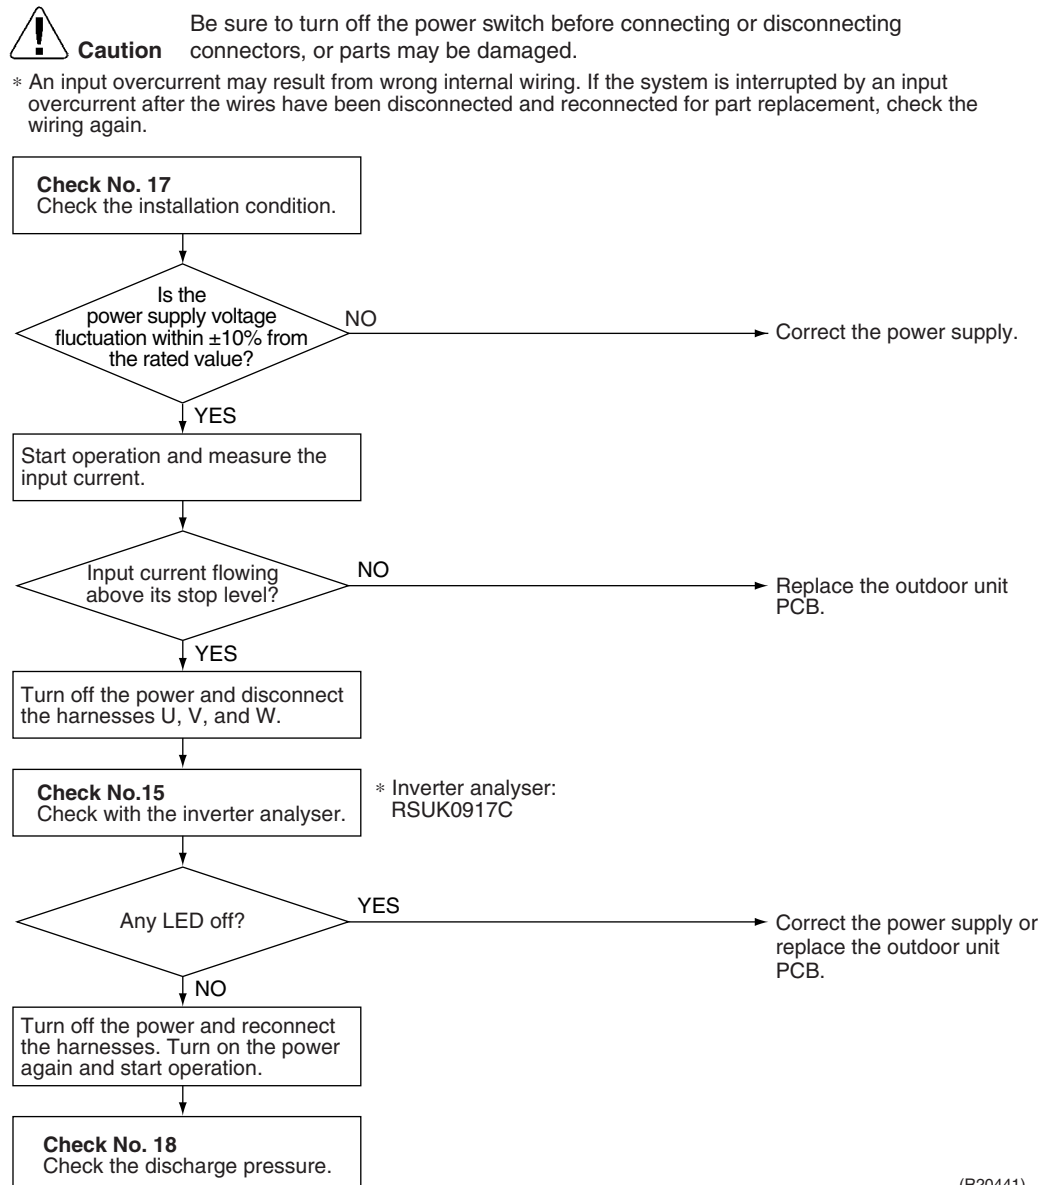 Be sure to turn off the power switch before connecting or disconnecting
Caution connectors, or parts may be damaged.
* An input overcurrent may result from wrong internal wiring. If the system is interrupted by an input
overcurrent after the wires have been disconnected and reconnected for part replacement, check the
wiring again.
Check No. 17
Check the installation condition.
Is the
power supply voltage
fluctuation within ±10% from
the rated value?
NO
Correct the power supply.
YES
Start operation and measure the
input current.
Input current flowing
above its stop level?
NO
Replace the outdoor unit
PCB.
YES
Turn off the power and disconnect
the harnesses U, V, and W.
Check No.15
Check with the inverter analyser.
* Inverter analyser:
RSUK0917C
Any LED off?
YES
Correct the power supply or
replace the outdoor unit
PCB.
NO
Turn off the power and reconnect
the harnesses. Turn on the power
again and start operation.
Check No. 18
Check the discharge pressure.
(R20441)